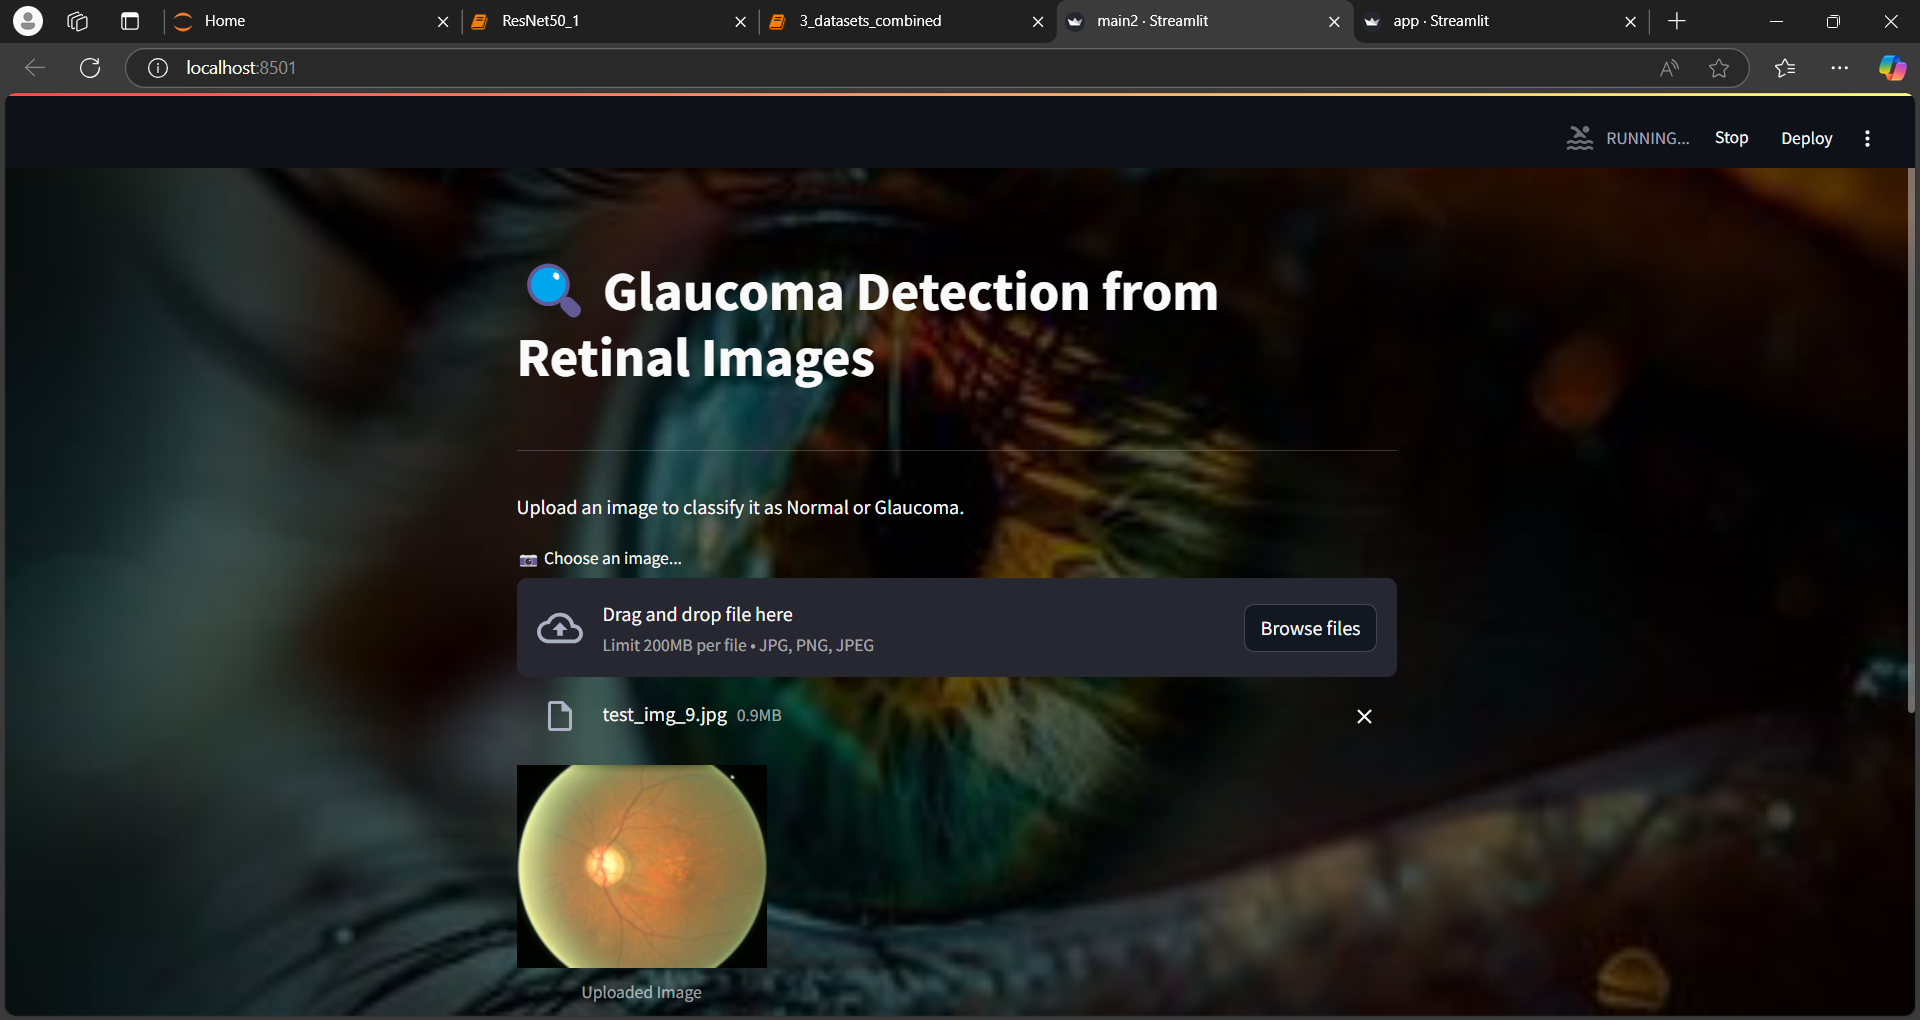 Home
ResNet50_1
3_datasets_combined
main2 · Streamlit
app · Streamlit
localhost:8501
RUNNING...
Stop
Deploy
Glaucoma Detection from
Retinal Images
Upload an image to classify it as Normal or Glaucoma.
Choose an image...
Drag and drop file here
Limit 200MB per file • JPG, PNG, JPEG
Browse files
test_img_9.jpg 0.9MB
Uploaded Image